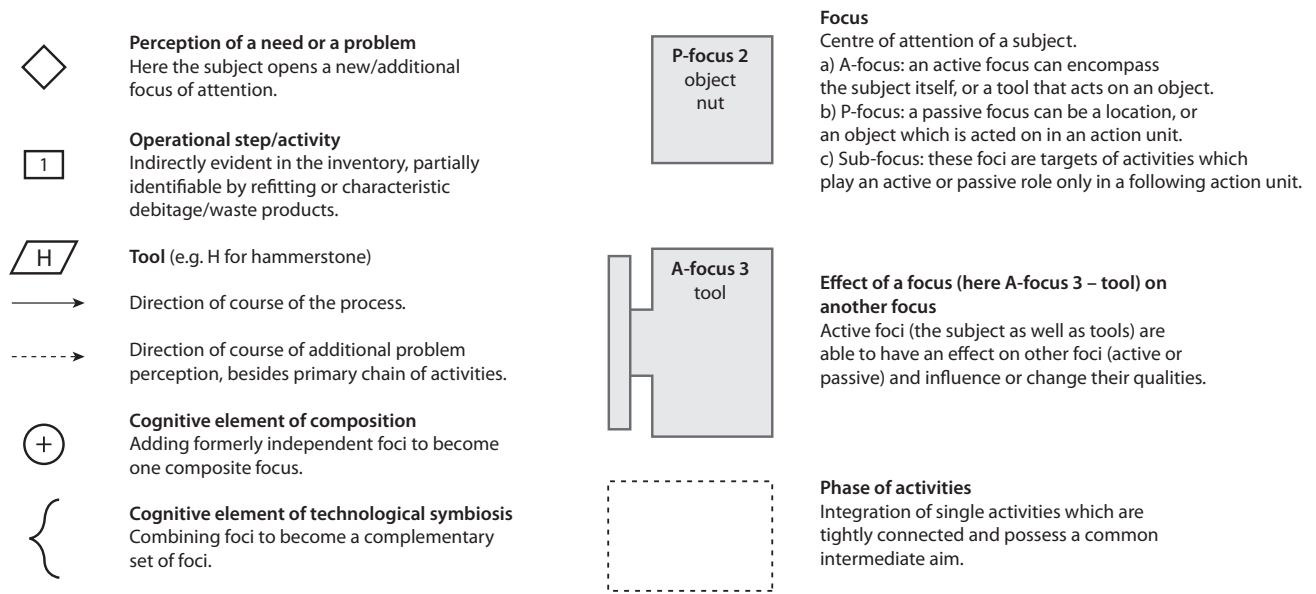 Perception of a need or a problem
Here the subject opens a new/additional
focus of attention.
1
Operational step/activity
Indirectly evident in the inventory, partially
identifiable by refitting or characteristic
debitage/waste products.
H
Tool (e.g. H for hammerstone)
Direction of course of the process.
Direction of course of additional problem
perception, besides primary chain of activities.
+
Cognitive element of composition
Adding formerly independent foci to become
one composite focus.
Cognitive element of technological symbiosis
Combining foci to become a complementary
set of foci.
P-focus 2
object
nut
Focus
Centre of attention of a subject.
a) A-focus: an active focus can encompass
the subject itself, or a tool that acts on an object.
b) P-focus: a passive focus can be a location, or
an object which is acted on in an action unit.
c) Sub-focus: these foci are targets of activities which
play an active or passive role only in a following action unit.
A-focus 3
tool
Effect of a focus (here A-focus 3 – tool) on
another focus
Active foci (the subject as well as tools) are
able to have an effect on other foci (active or
passive) and influence or change their qualities.
Phase of activities
Integration of single activities which are
tightly connected and possess a common
intermediate aim.